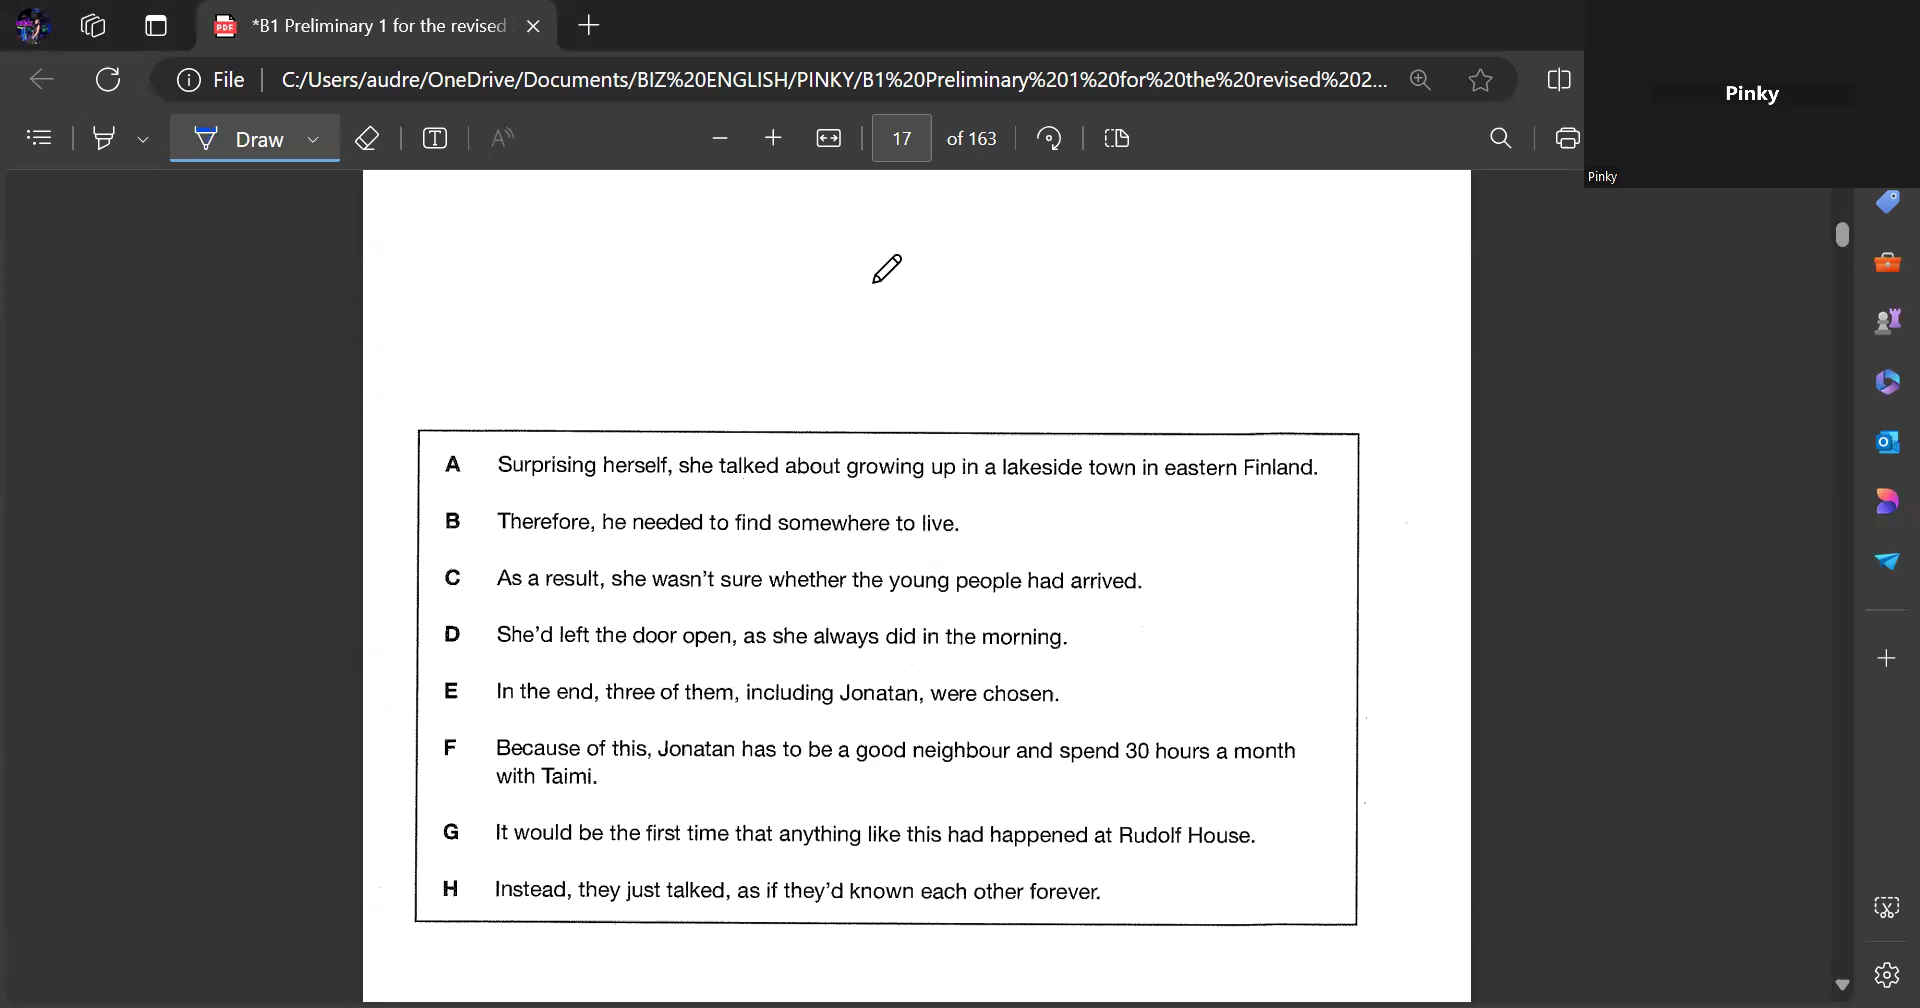 *B1 Preliminary 1 for the revised
File
C:/Users/audre/OneDrive/Documents/BIZ%20ENGLISH/PINKY/B1%20Preliminary%201%20for%20the%20revised%202...
Pinky
Draw
17 of 163
Pinky
A Surprising herself, she talked about growing up in a lakeside town in eastern Finland.
B Therefore, he needed to find somewhere to live.
C As a result, she wasn't sure whether the young people had arrived.
D She'd left the door open, as she always did in the morning.
E In the end, three of them, including Jonatan, were chosen.
F Because of this, Jonatan has to be a good neighbour and spend 30 hours a month
with Taimi.
G It would be the first time that anything like this had happened at Rudolf House.
H Instead, they just talked, as if they'd known each other forever.